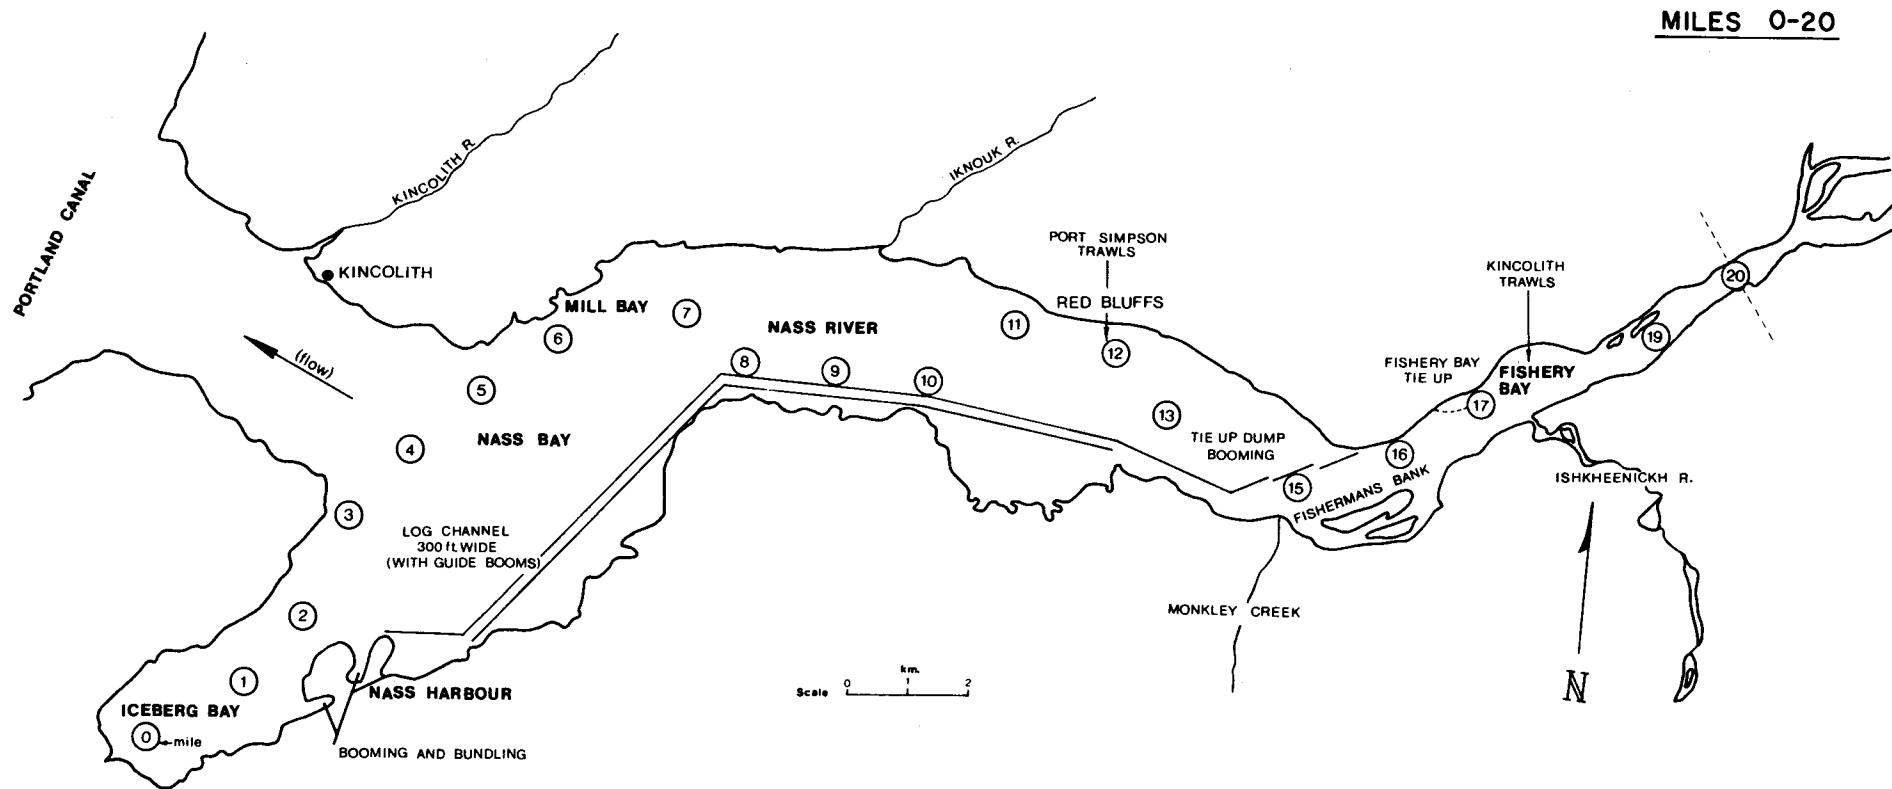 MILES 0-20
PORTLAND CANAL
KINCOLITH R.
IKNOUK R.
KINCOLITH
PORT SIMPSON
TRAWLS
RED BLUFFS
KINCOLITH
TRAWLS
20
MILL BAY
7
NASS RIVER
11
12
19
6
(flow)
8
9
10
FISHERY BAY
TIE UP
FISHERY
BAY
17
5
13
4
NASS BAY
TIE UP DUMP
BOOMING
16
15
FISHERMANS BANK
ISHKHEENICKH R.
3
LOG CHANNEL
300 ft. WIDE
(WITH GUIDE BOOMS)
2
MONKLEY CREEK
1
NASS HARBOUR
km.
Scale 0 1 2
N
ICEBERG BAY
0 mile
BOOMING AND BUNDLING